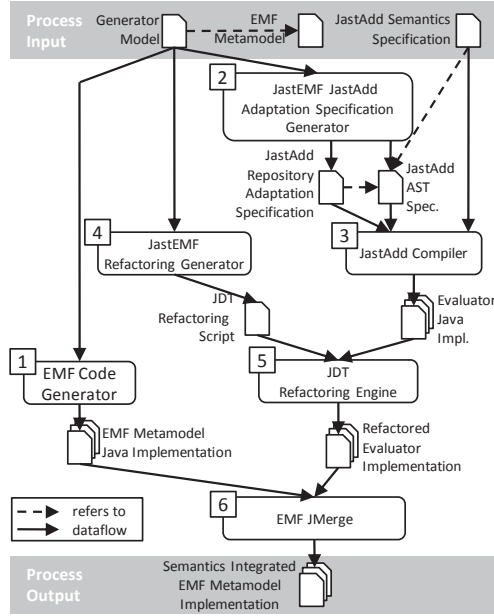 Process
Input
Generator
Model
EMF
Metamodel
JastAdd Semantics
Specification
2
JastEMF JastAdd
Adaptation Specification
Generator
JastAdd
Repository
Adaptation
Specification
JastAdd
AST
Spec.
4
JastEMF
Refactoring Generator
3
JastAdd Compiler
JDT
Refactoring
Script
Evaluator
Java
Impl.
1
EMF Code
Generator
5
JDT
Refactoring Engine
EMF Metamodel
Java Implementation
Refactored
Evaluator
Implementation
refers to
dataflow
6
EMF JMerge
Process
Output
Semantics Integrated
EMF Metamodel
Implementation